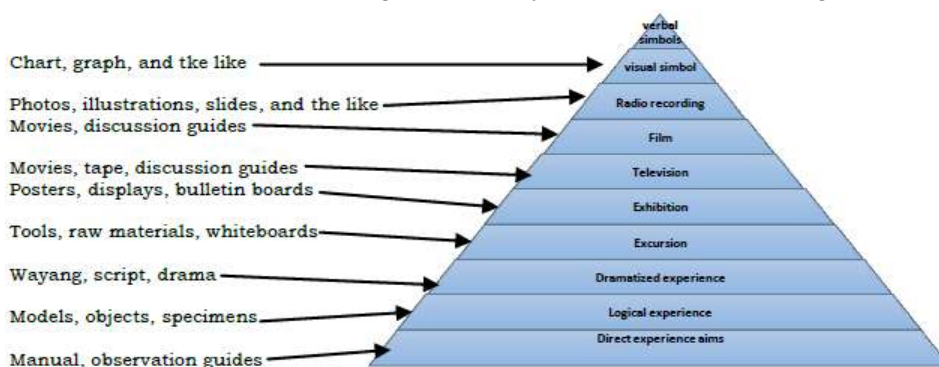 verbal
simbols
Chart, graph, and tke like
visual simbol
Photos, illustrations, slides, and the like
Radio recording
Movies, discussion guides
Film
Movies, tape, discussion guides
Television
Posters, displays, bulletin boards
Exhibition
Tools, raw materials, whiteboards
Excursion
Wayang, script, drama
Dramatized experience
Models, objects, specimens
Logical experience
Direct experience aims
Manual, observation guides